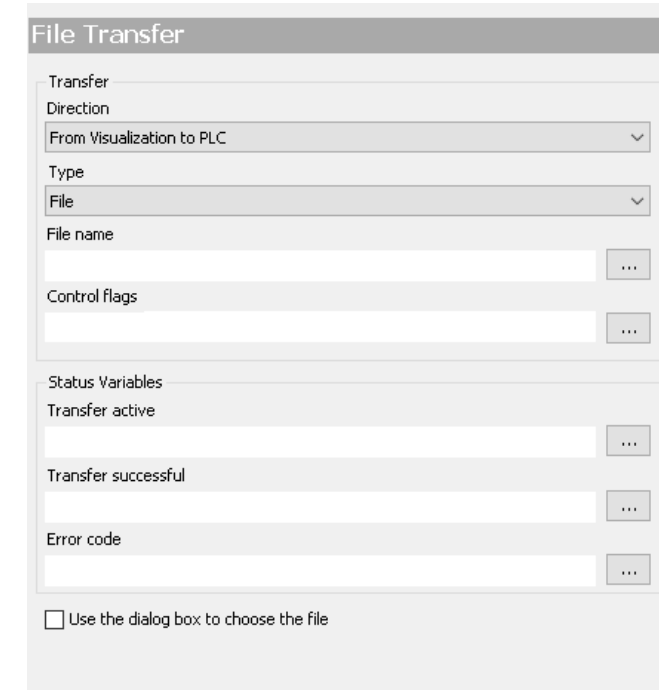 File Transfer
Transfer
Direction
From Visualization to PLC
Type
File
File name
...
Control flags
...
Status Variables
Transfer active
...
Transfer successful
...
Error code
...
Use the dialog box to choose the file